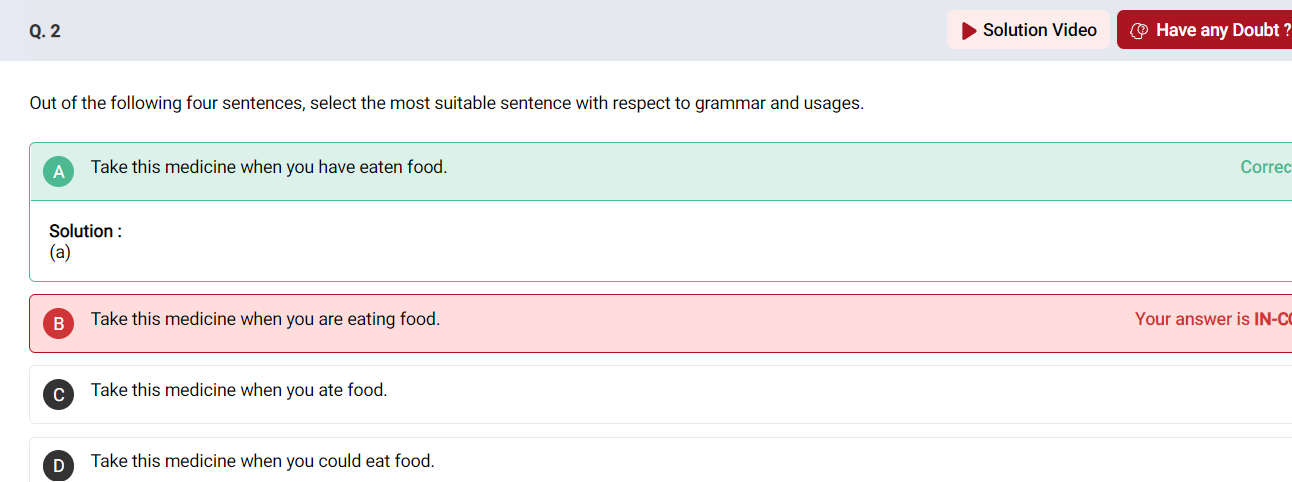 Q. 2
Solution Video
Have any Doubt ?
Out of the following four sentences, select the most suitable sentence with respect to grammar and usages.
A Take this medicine when you have eaten food. Correc
Solution :
(a)
B Take this medicine when you are eating food. Your answer is IN-CO
C Take this medicine when you ate food.
D Take this medicine when you could eat food.